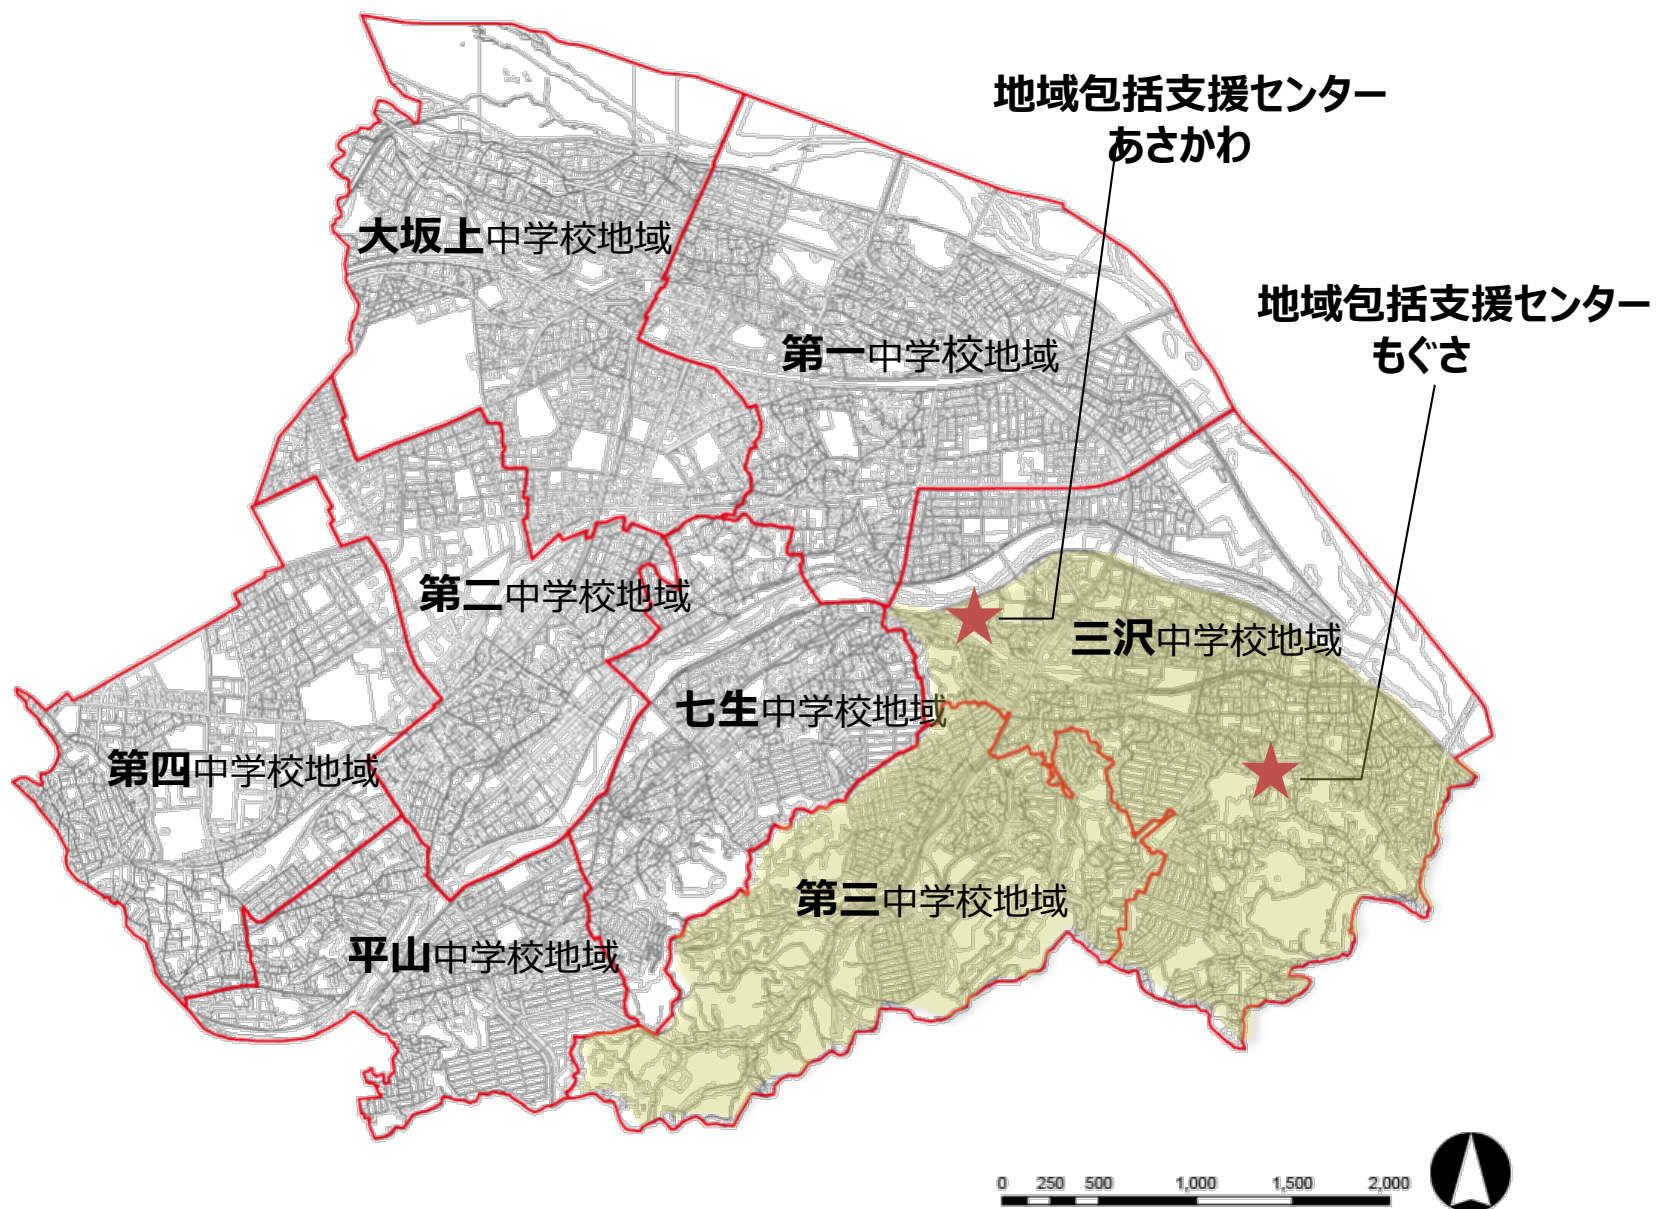 地域包括支援センター
あさかわ
大坂上中学校地域
地域包括支援センター
もぐさ
第一中学校地域
第二中学校地域
三沢中学校地域
七生中学校地域
第四中学校地域
第三中学校地域
平山中学校地域
0 250 500 1,000 1,500 2,000